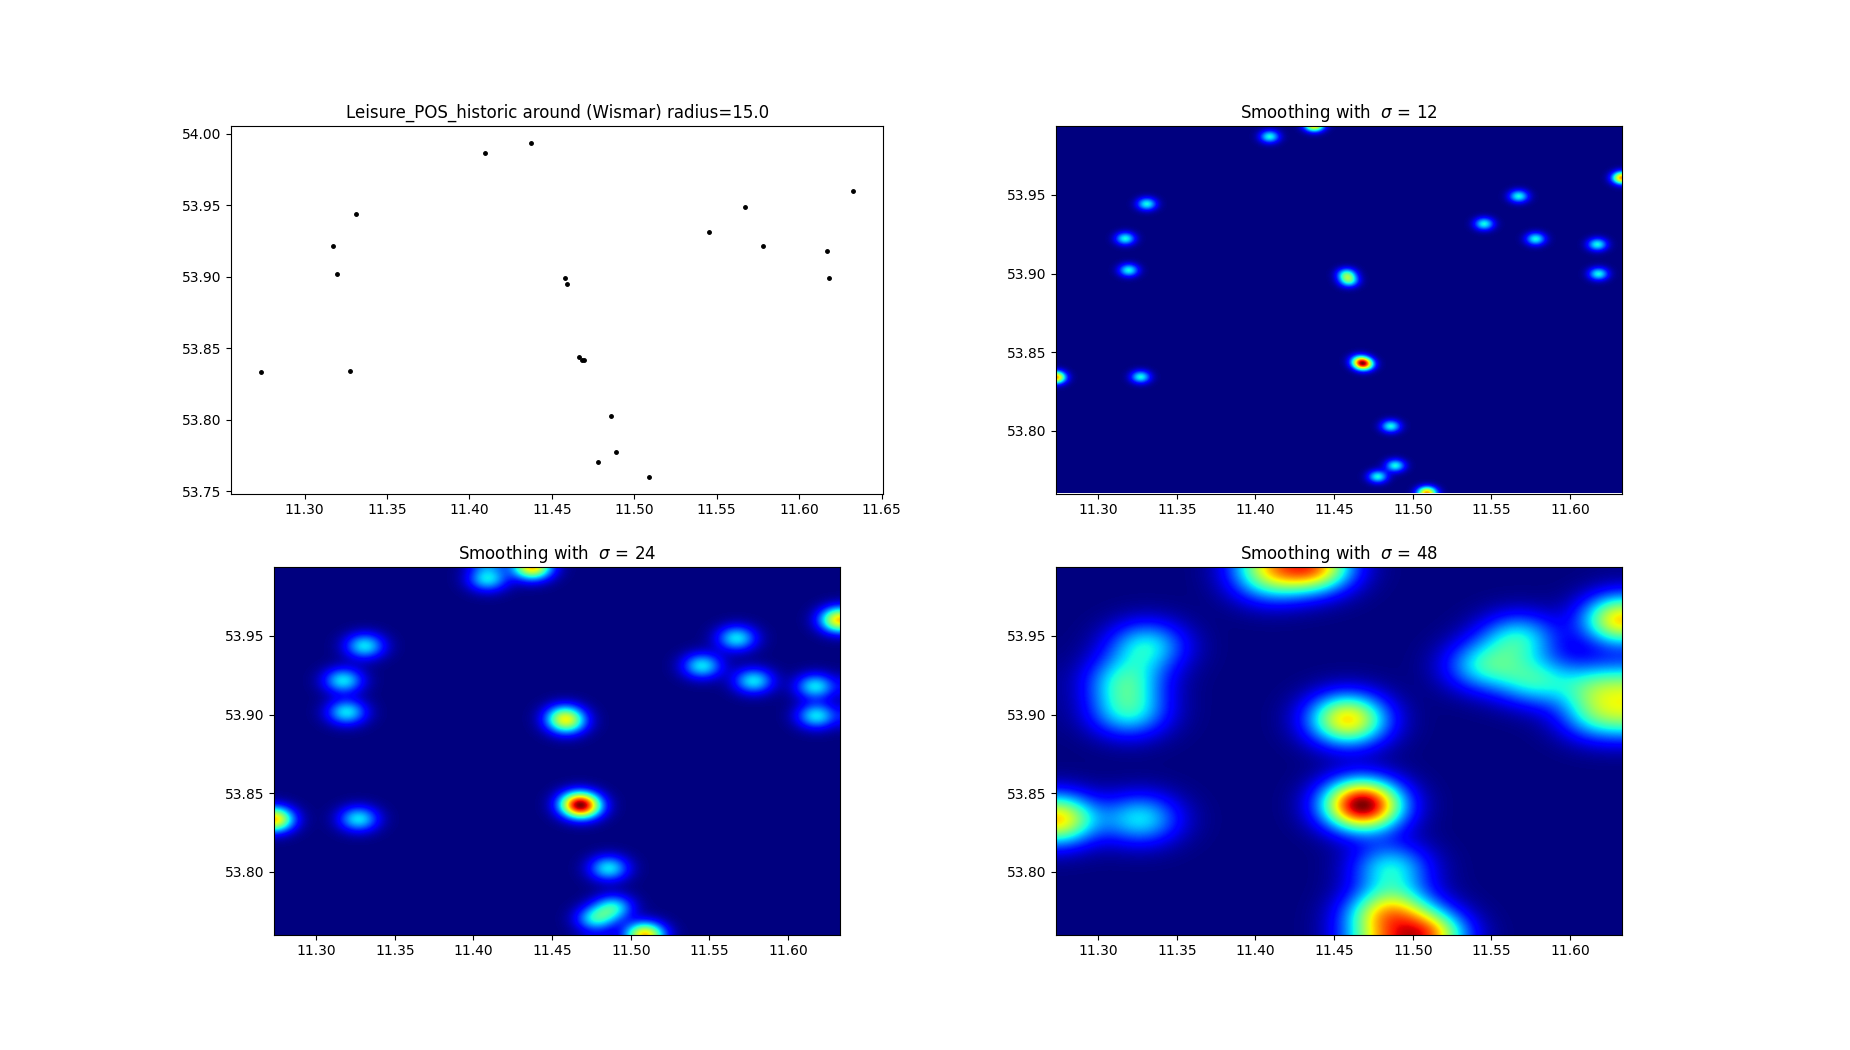 Leisure_POS_historic around (Wismar) radius=15.0
54.00
53.95
53.90
53.85
53.80
53.75
11.30 11.35 11.40 11.45 11.50 11.55 11.60 11.65
Smoothing with σ = 12
53.95
53.90
53.85
53.80
11.30 11.35 11.40 11.45 11.50 11.55 11.60
Smoothing with σ = 24
53.95
53.90
53.85
53.80
11.30 11.35 11.40 11.45 11.50 11.55 11.60
Smoothing with σ = 48
53.95
53.90
53.85
53.80
11.30 11.35 11.40 11.45 11.50 11.55 11.60